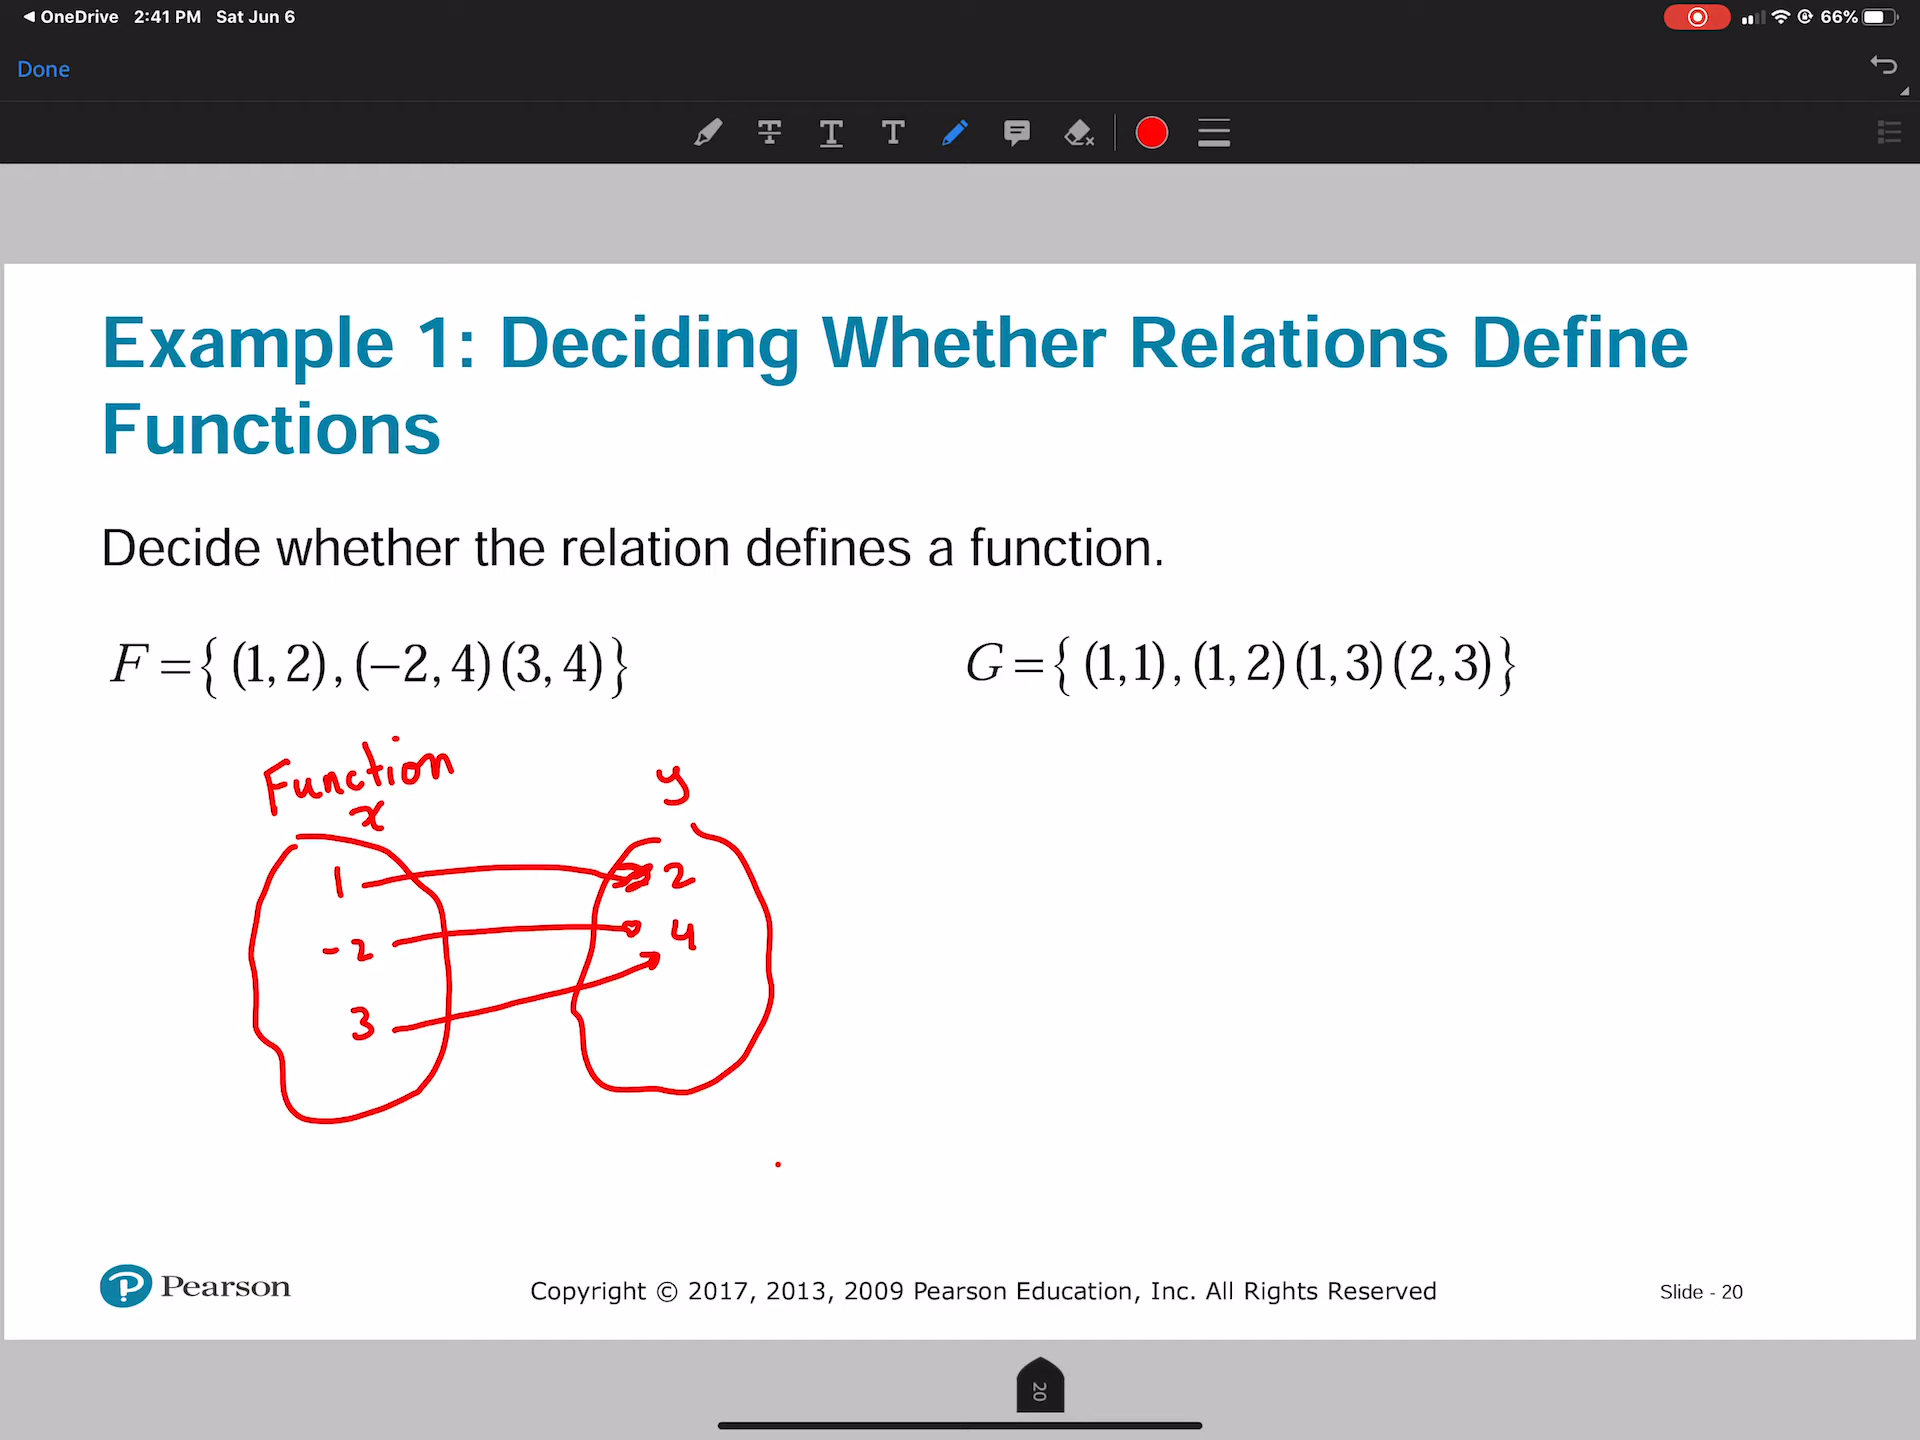 OneDrive 2:41 PM Sat Jun 6 66%
Done
T T T
Example 1: Deciding Whether Relations Define
Functions
Decide whether the relation defines a function.
F = { (1, 2), (−2, 4) (3, 4)}
G = { (1,1), (1, 2) (1, 3) (2, 3)}
Function
x
y
1 2
-2 4
3
Pearson
Copyright © 2017, 2013, 2009 Pearson Education, Inc. All Rights Reserved
Slide - 20
20